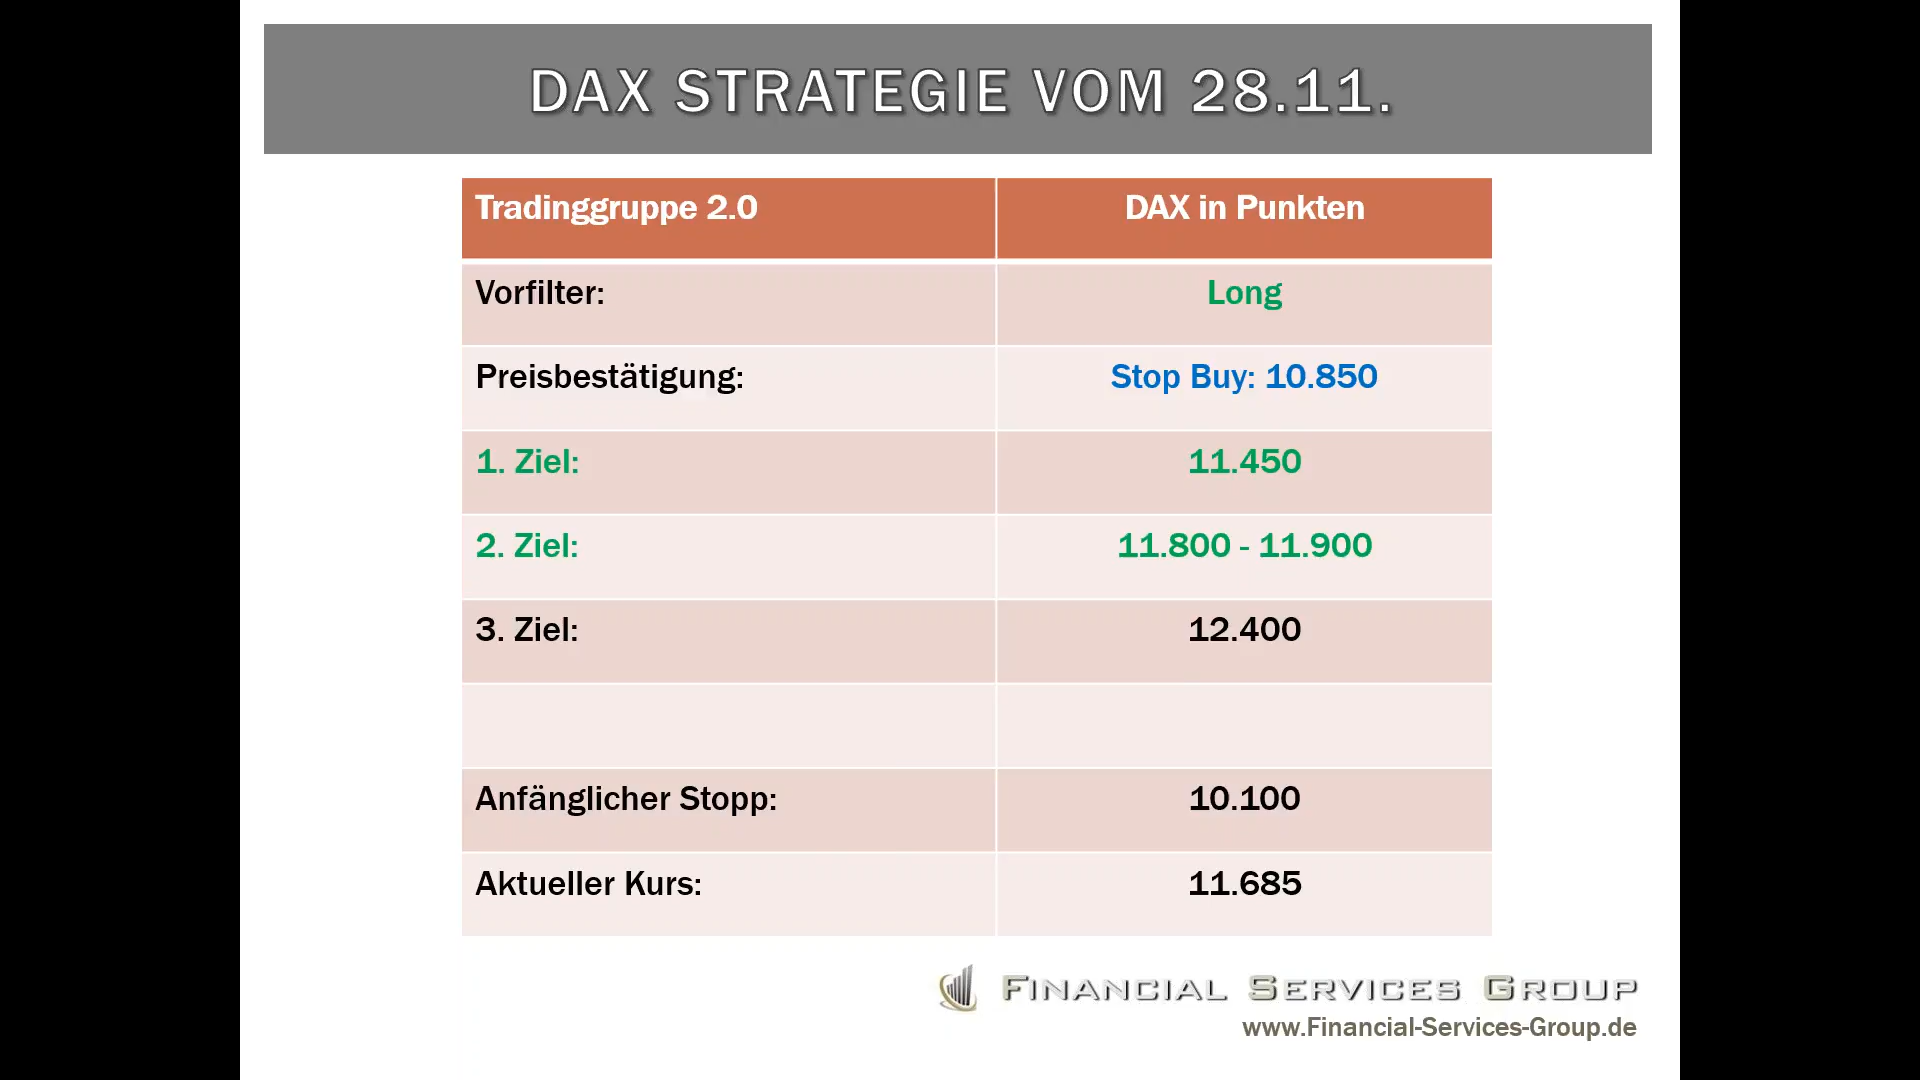 DAX STRATEGIE VOM 28.11.
Tradinggruppe 2.0 DAX in Punkten
Vorfilter: Long
Preisbestätigung: Stop Buy: 10.850
1. Ziel: 11.450
2. Ziel: 11.800 - 11.900
3. Ziel: 12.400
Anfänglicher Stopp: 10.100
Aktueller Kurs: 11.685
FINANCIAL SERVICES GROUP
www.Financial-Services-Group.de